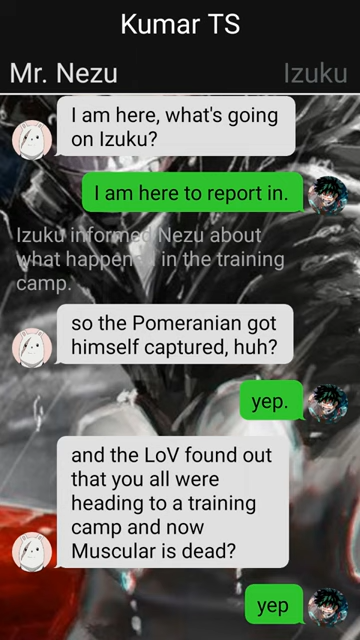 Kumar TS
Mr. Nezu
Izuku
I am here, what's going
on Izuku?
I am here to report in.
Izuku informed Nezu about
what happened in the training
camp.
so the Pomeranian got
himself captured, huh?
yep.
and the LoV found out
that you all were
heading to a training
camp and now
Muscular is dead?
yep